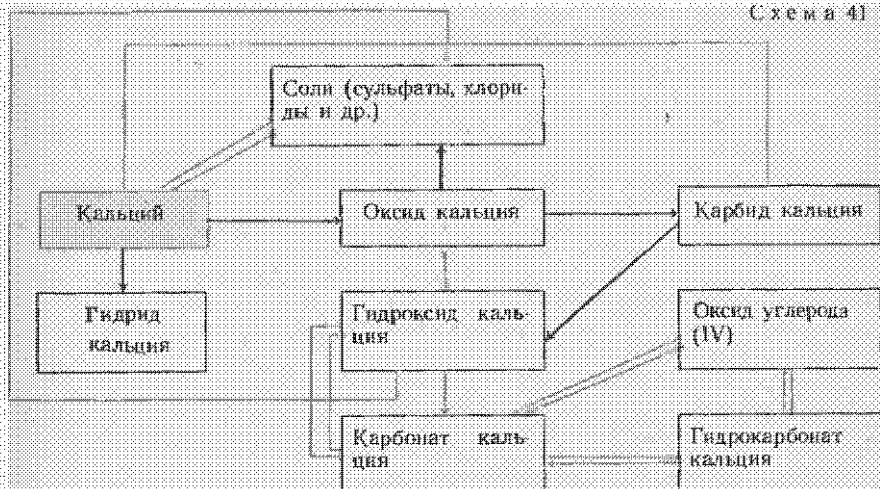 Схема 41
Соли (сульфаты, хлори-
ды и др.)
Кальций
Оксид кальция
Карбид кальция
Гидрид
кальция
Гидроксид каль-
ция
Оксид углерода
(IV)
Карбонат каль-
ция
Гидрокарбонат
кальция